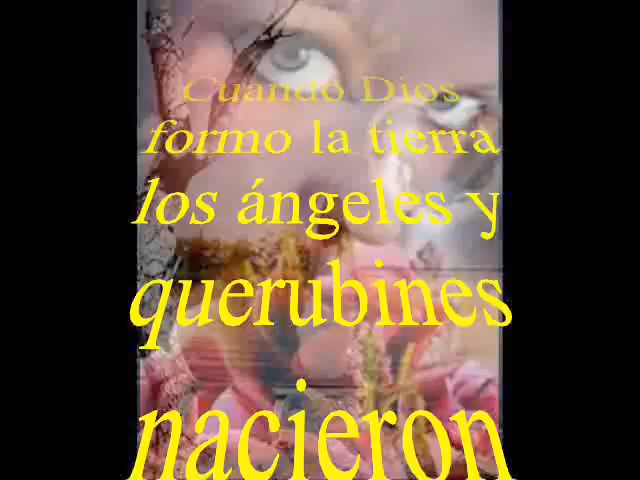 Cuando Dios
formo la tierra
los ángeles y
querubines
nacieron